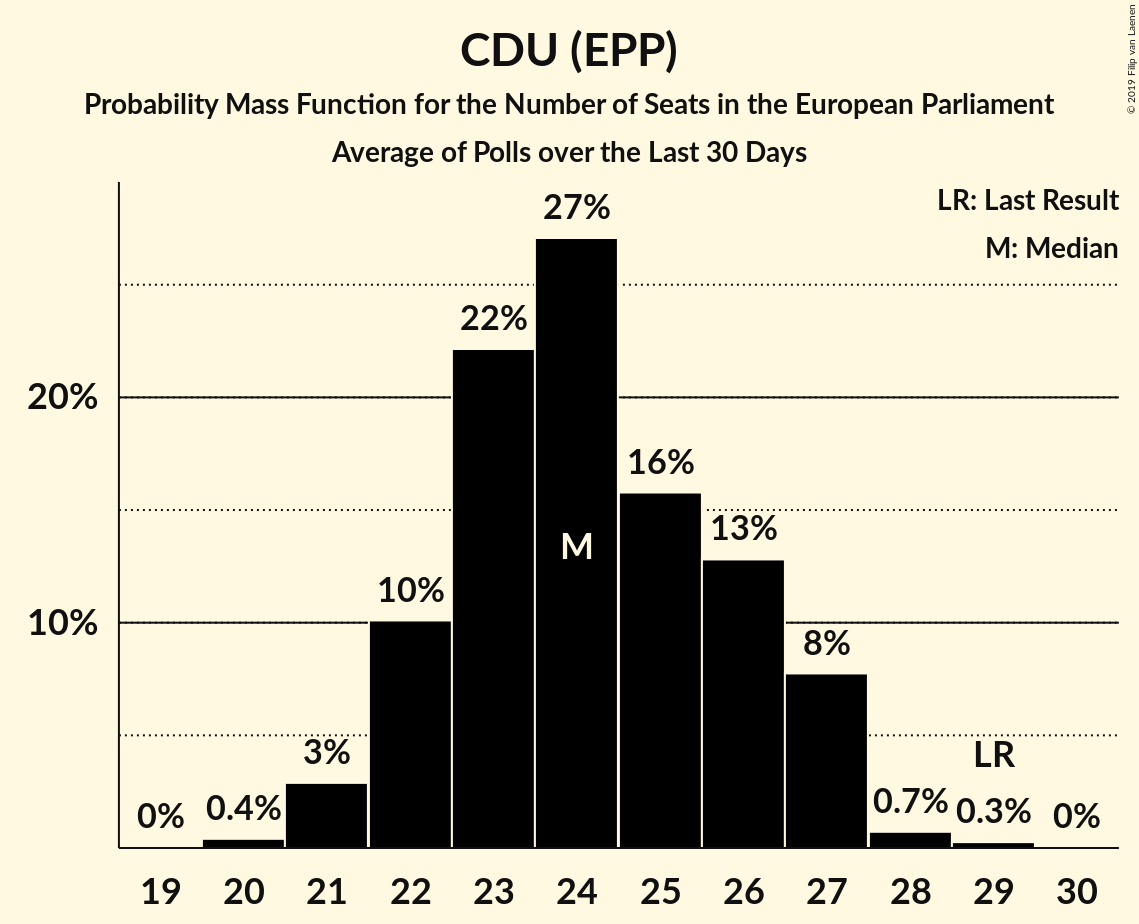 CDU (EPP)
Probability Mass Function for the Number of Seats in the European Parliament
Average of Polls over the Last 30 Days
© 2019 Filip van Laenen
LR: Last Result
M: Median
27%
22%
20%
16%
13%
M
10%
10%
8%
3%
LR
0%
0.4%
0.7%
0.3%
0%
19 20 21 22 23 24 25 26 27 28 29 30